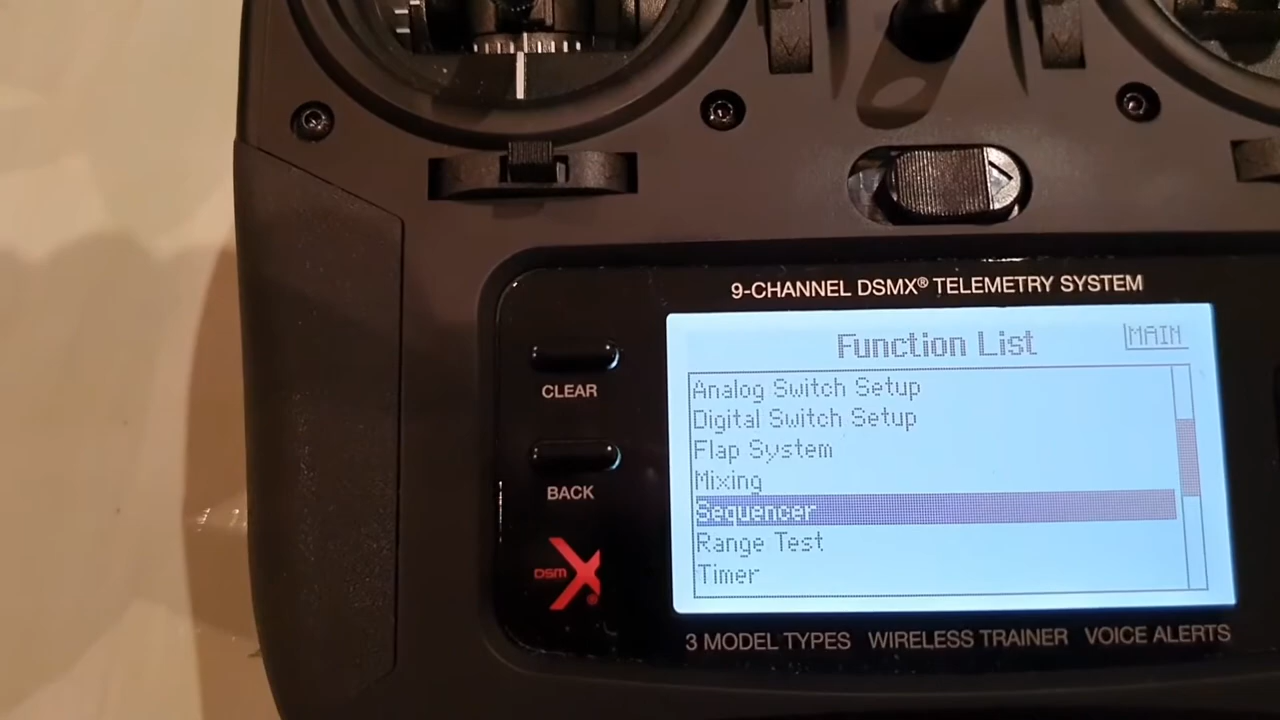 9-CHANNEL DSMX® TELEMETRY SYSTEM
Function List
MAIN
Analog Switch Setup
Digital Switch Setup
Flap System
Mixing
Sequencer
Range Test
Timer
CLEAR
BACK
DSM X®
3 MODEL TYPES WIRELESS TRAINER VOICE ALERTS